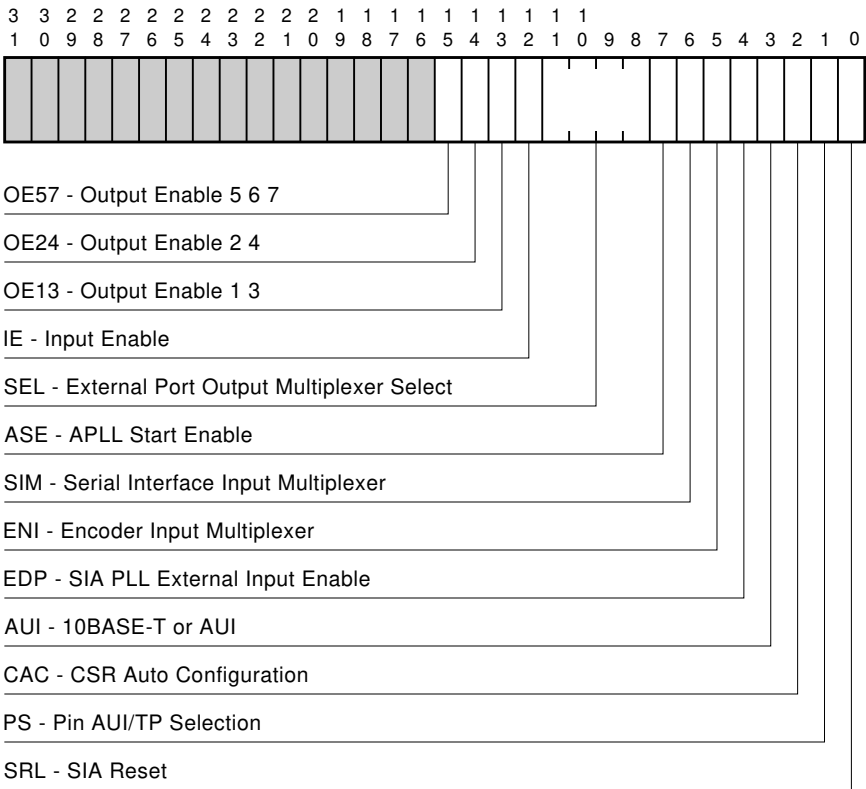 3 3 2 2 2 2 2 2 2 2 2 2 1 1 1 1 1 1 1 1 1 1
1 0 9 8 7 6 5 4 3 2 1 0 9 8 7 6 5 4 3 2 1 0 9 8 7 6 5 4 3 2 1 0
OE57 - Output Enable 5 6 7
OE24 - Output Enable 2 4
OE13 - Output Enable 1 3
IE - Input Enable
SEL - External Port Output Multiplexer Select
ASE - APLL Start Enable
SIM - Serial Interface Input Multiplexer
ENI - Encoder Input Multiplexer
EDP - SIA PLL External Input Enable
AUI - 10BASE-T or AUI
CAC - CSR Auto Configuration
PS - Pin AUI/TP Selection
SRL - SIA Reset